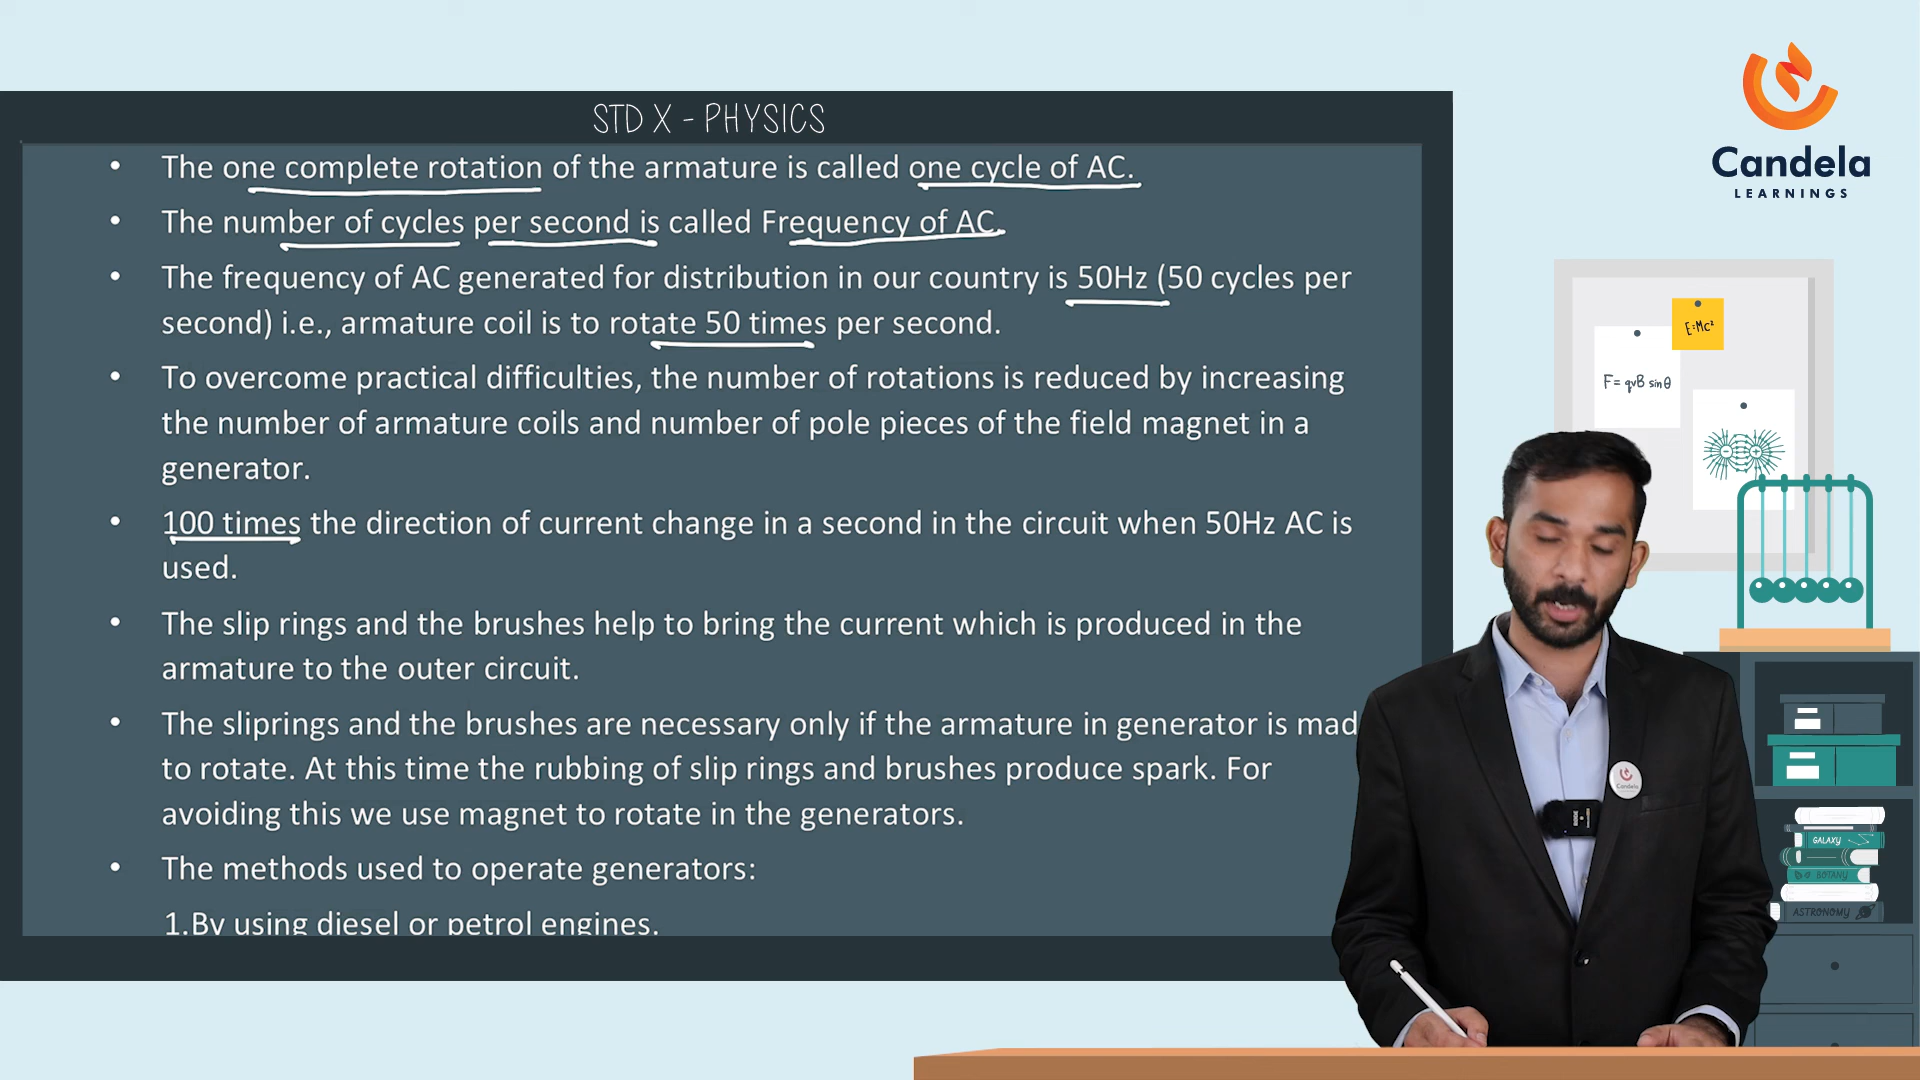 STD X - PHYSICS
• The one complete rotation of the armature is called one cycle of AC.
• The number of cycles per second is called Frequency of AC.
• The frequency of AC generated for distribution in our country is 50Hz (50 cycles per
second) i.e., armature coil is to rotate 50 times per second.
• To overcome practical difficulties, the number of rotations is reduced by increasing
the number of armature coils and number of pole pieces of the field magnet in a
generator.
• 100 times the direction of current change in a second in the circuit when 50Hz AC is
used.
• The slip rings and the brushes help to bring the current which is produced in the
armature to the outer circuit.
• The sliprings and the brushes are necessary only if the armature in generator is mad
to rotate. At this time the rubbing of slip rings and brushes produce spark. For
avoiding this we use magnet to rotate in the generators.
• The methods used to operate generators:
1.By using diesel or petrol engines.
Candela
LEARNINGS
E=Mc²
F= qvB sin θ
Candela
GALAXY
BOTANY
ASTRONOMY